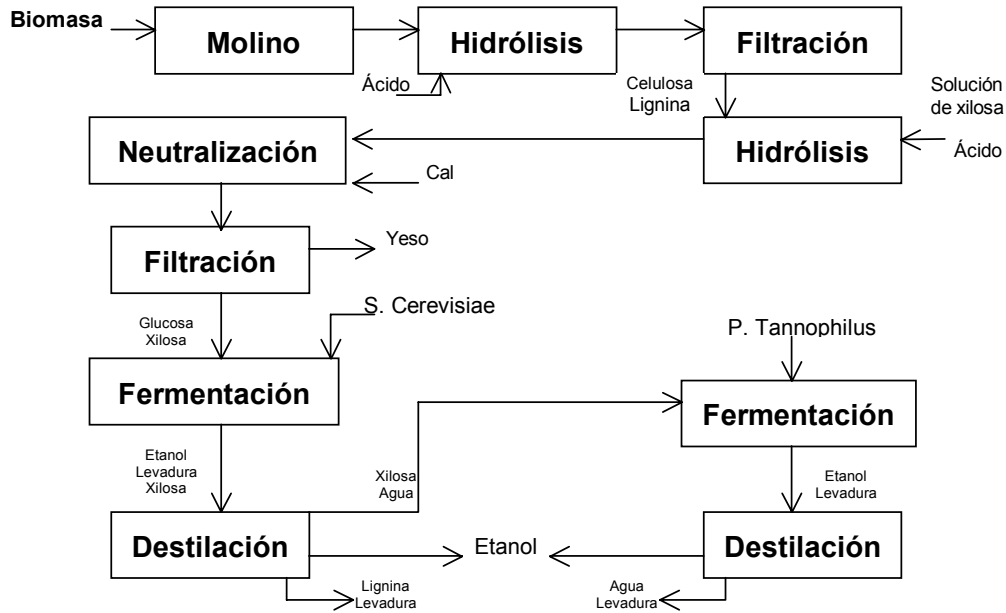 Biomasa
Molino
Hidrólisis
Filtración
Ácido
Celulosa
Lignina
Solución
de xilosa
Neutralización
Hidrólisis
Ácido
Cal
Filtración
Yeso
S. Cerevisiae
Glucosa
Xilosa
P. Tannophilus
Fermentación
Fermentación
Etanol
Levadura
Xilosa
Xilosa
Agua
Etanol
Levadura
Destilación
Etanol
Destilación
Lignina
Levadura
Agua
Levadura